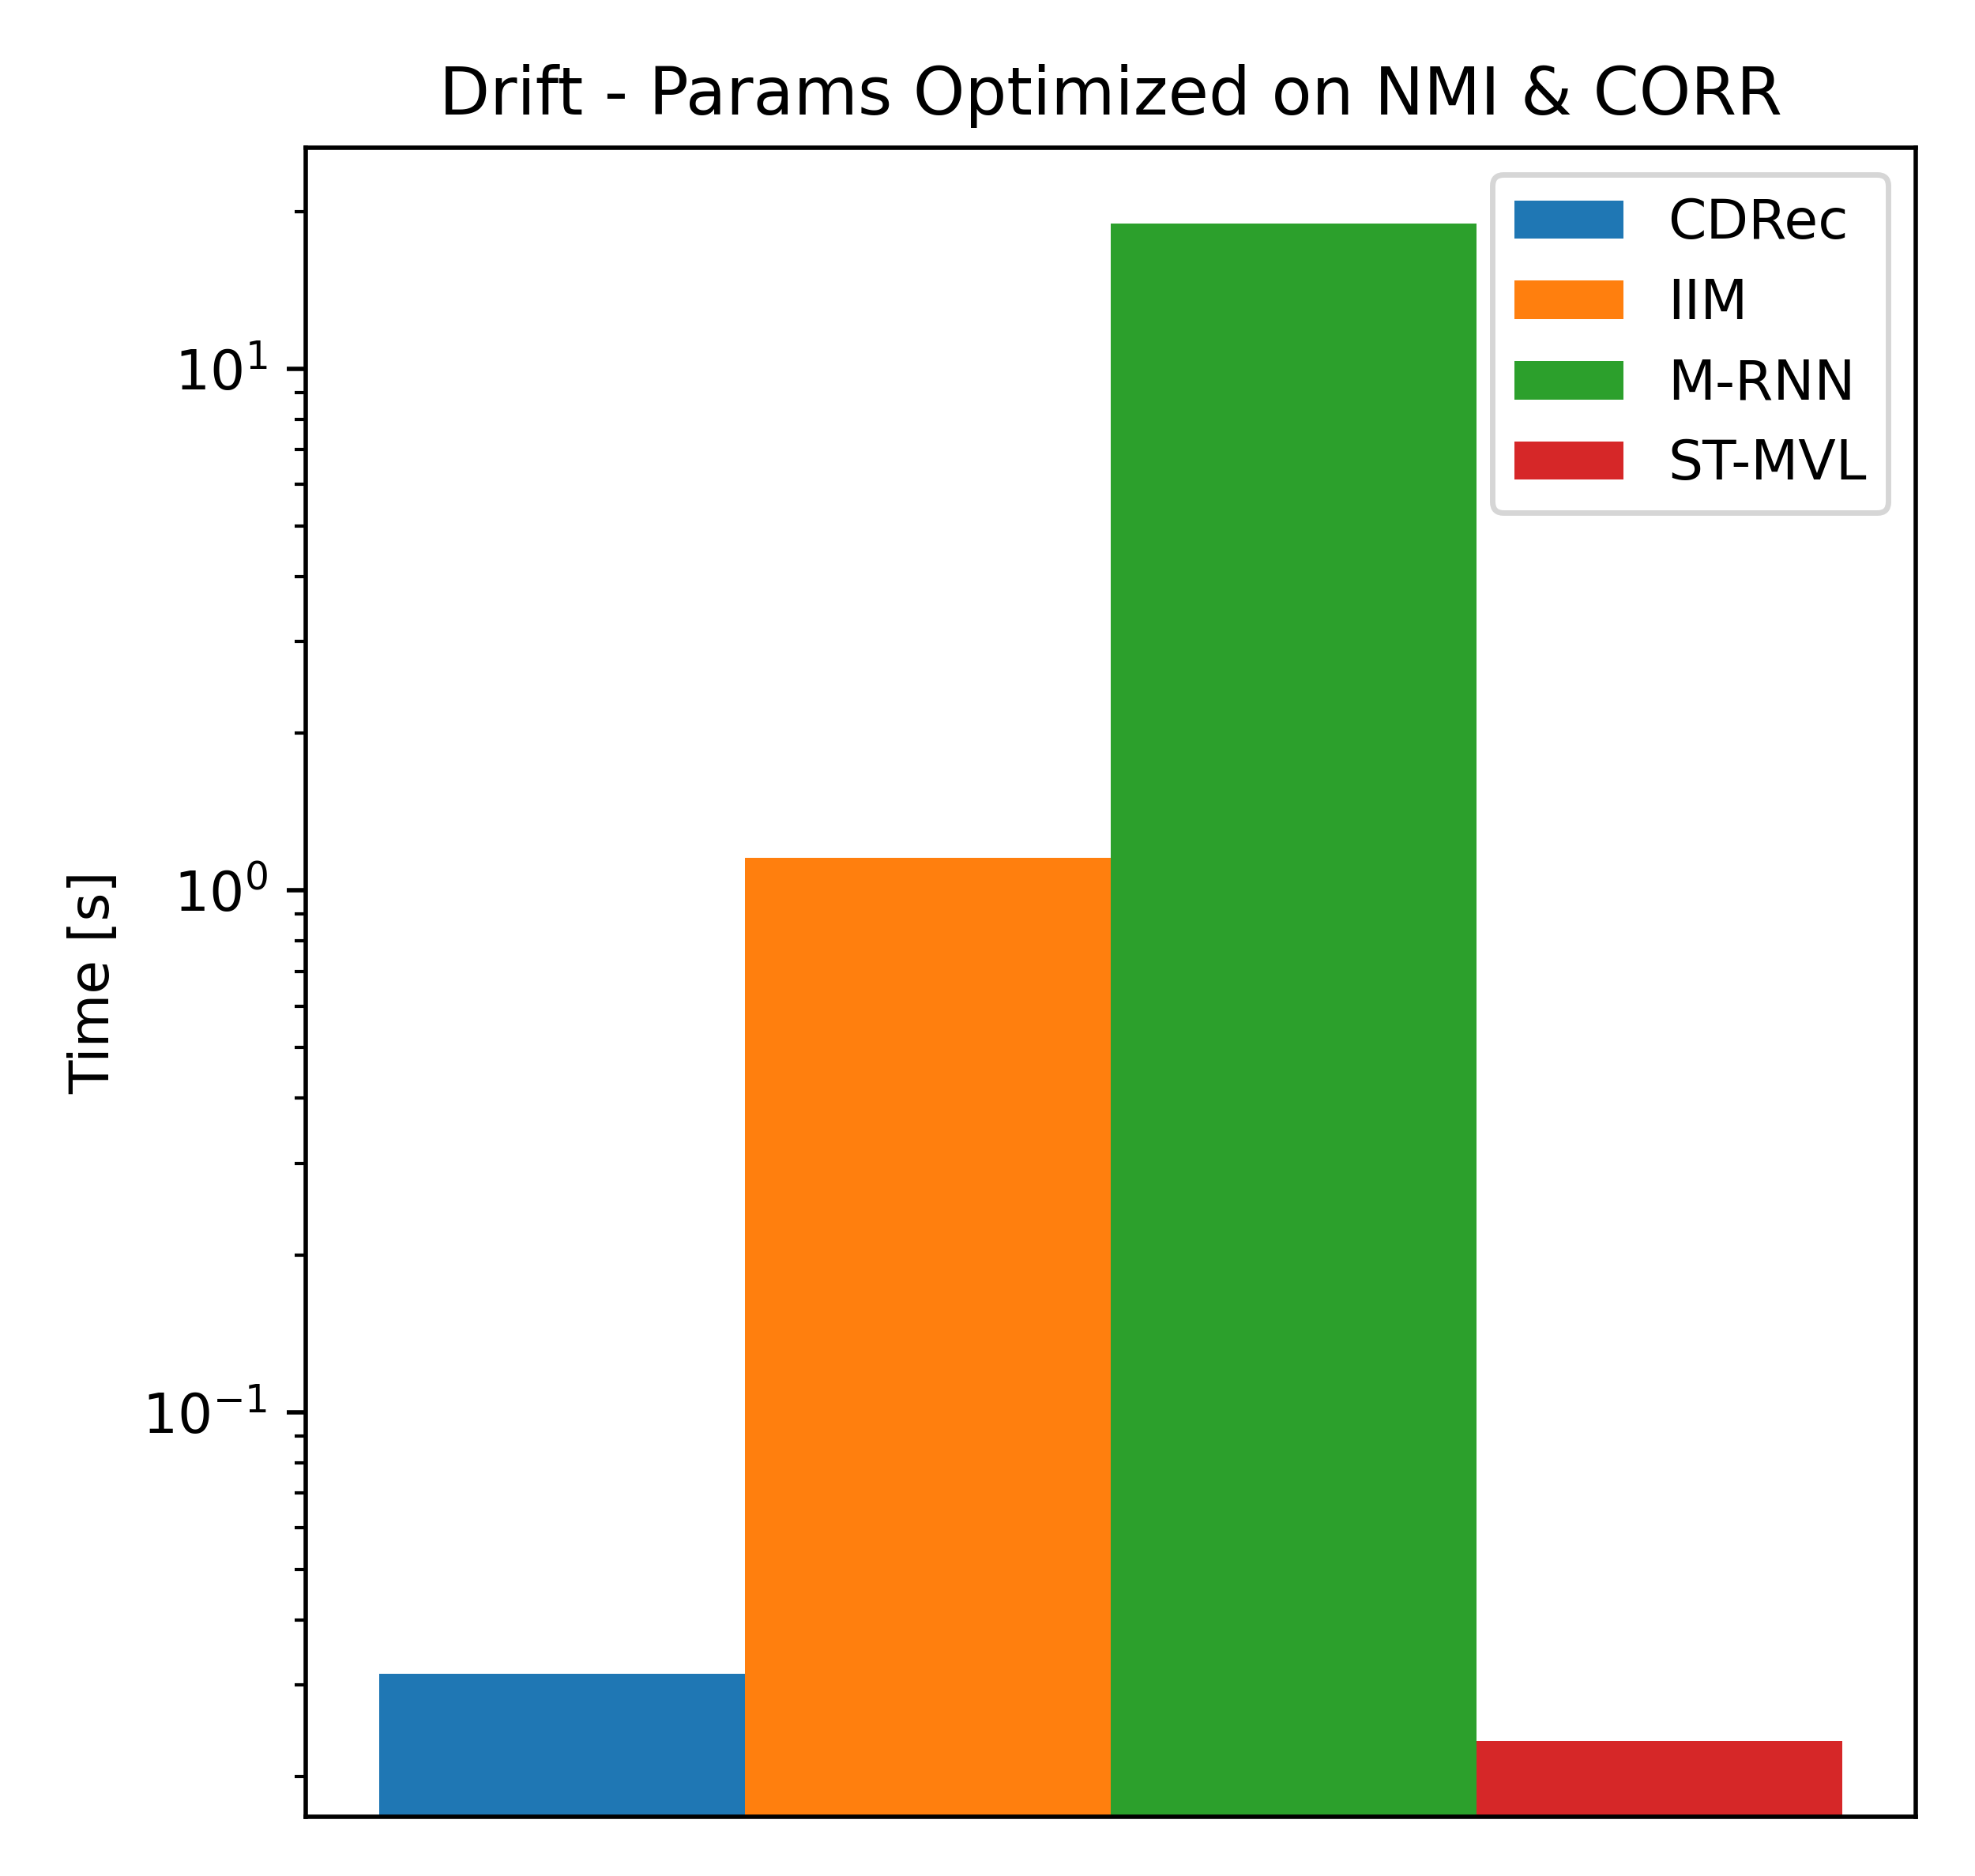 Drift - Params Optimized on NMI & CORR
CDRec
IIM
M-RNN
ST-MVL
Time [s]
10¹
10⁰
10⁻¹